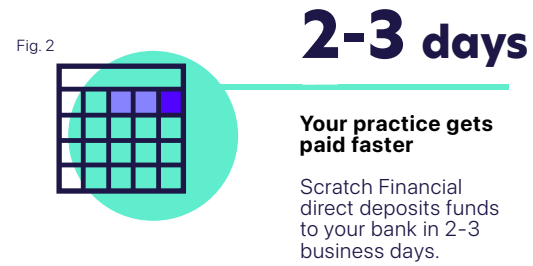 Fig. 2
2-3 days
Your practice gets
paid faster
Scratch Financial
direct deposits funds
to your bank in 2-3
business days.